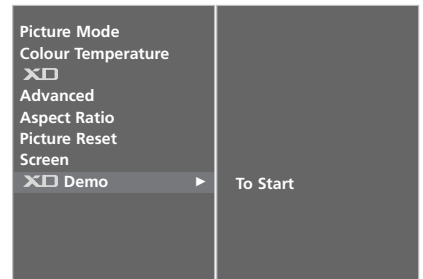 Picture Mode
Colour Temperature
XD
Advanced
Aspect Ratio
Picture Reset
Screen
XD Demo ► To Start